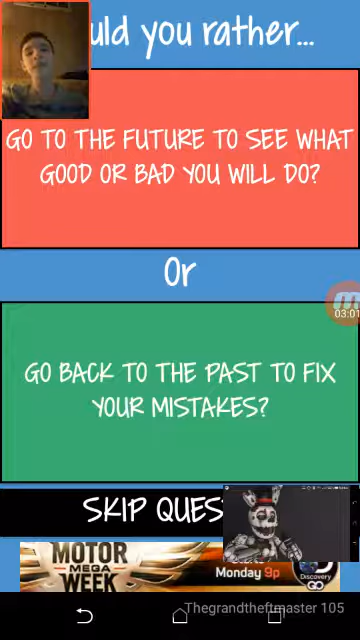 uld you rather...
GO TO THE FUTURE TO SEE WHAT
GOOD OR BAD YOU WILL DO?
Or
03:01
GO BACK TO THE PAST TO FIX
YOUR MISTAKES?
SKIP QUES
MOTOR
MEGA
WEEK
Monday 9p
Discovery
GO
Thegrandtheftmaster 105